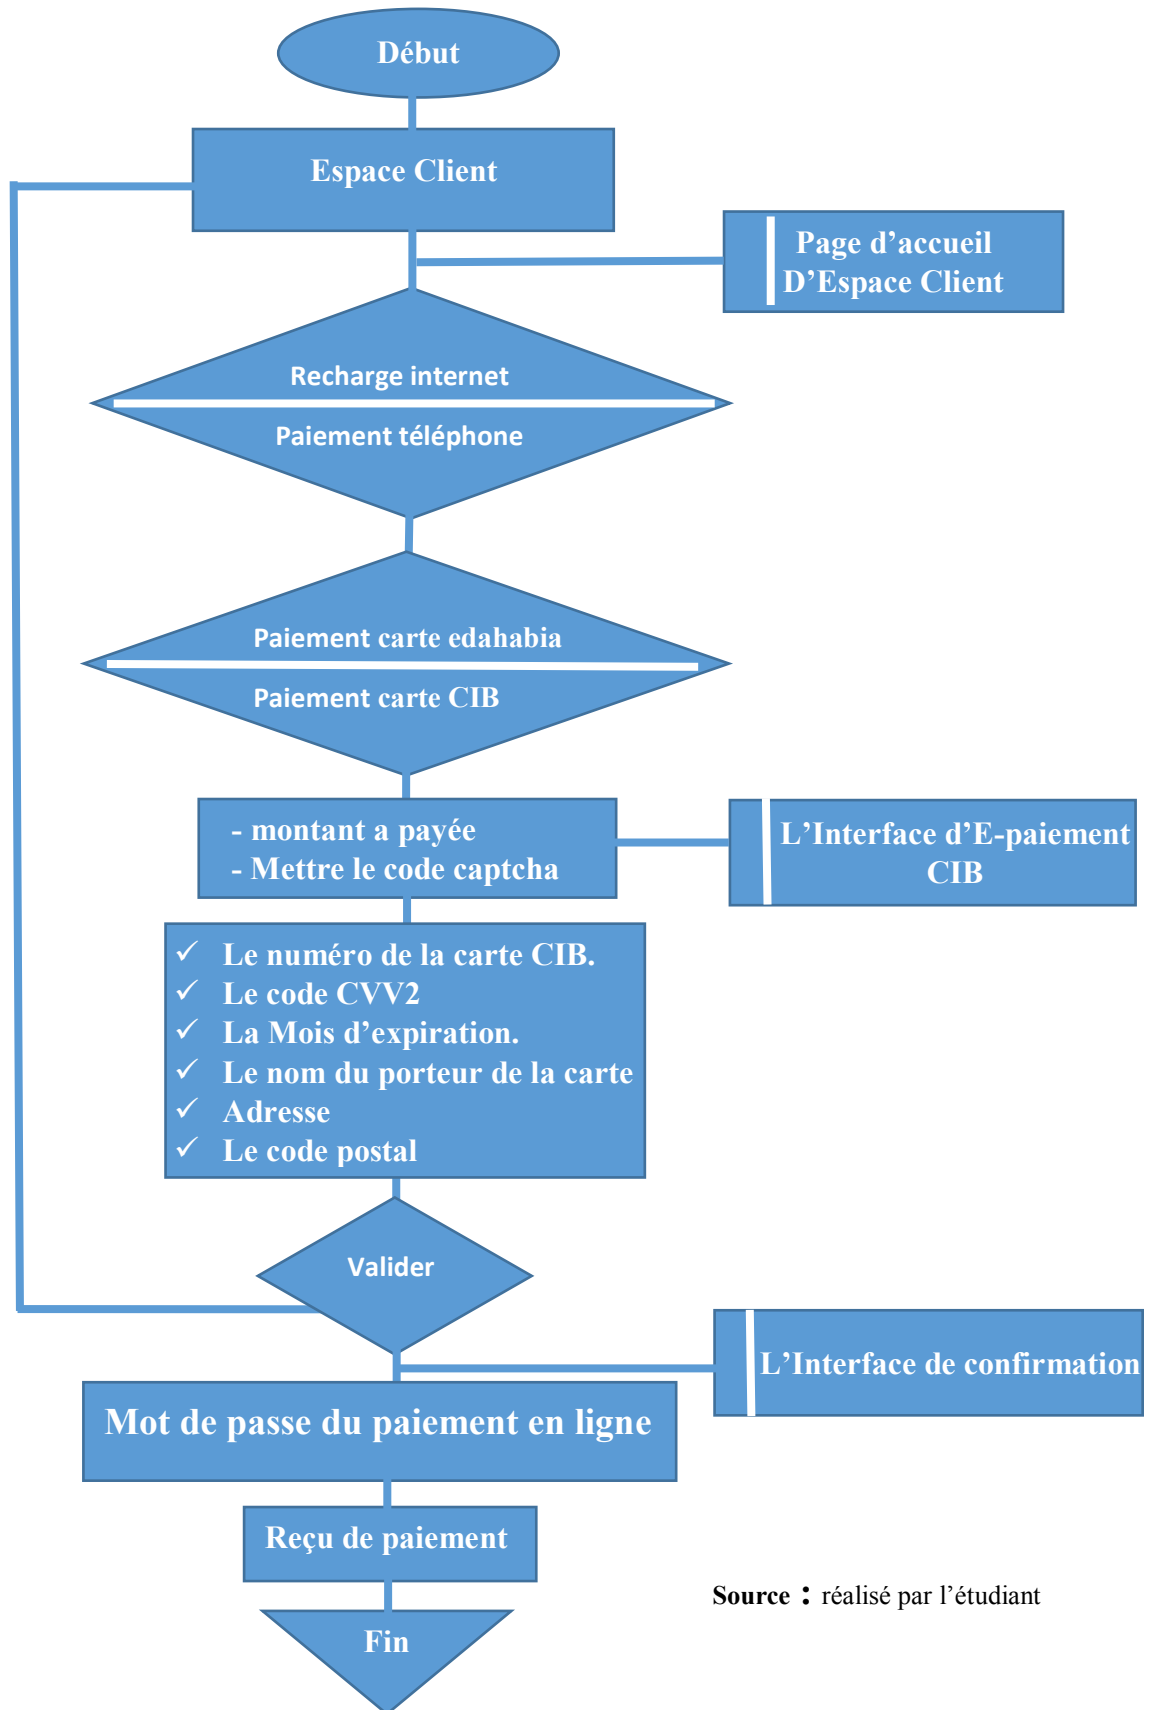 Début
Espace Client
Page d’accueil
D’Espace Client
Recharge internet
Paiement téléphone
Paiement carte edahabia
Paiement carte CIB
- montant a payée
- Mettre le code captcha
L’Interface d’E-paiement
CIB
✓ Le numéro de la carte CIB.
✓ Le code CVV2
✓ La Mois d’expiration.
✓ Le nom du porteur de la carte
✓ Adresse
✓ Le code postal
Valider
L’Interface de confirmation
Mot de passe du paiement en ligne
Reçu de paiement
Source : réalisé par l’étudiant
Fin